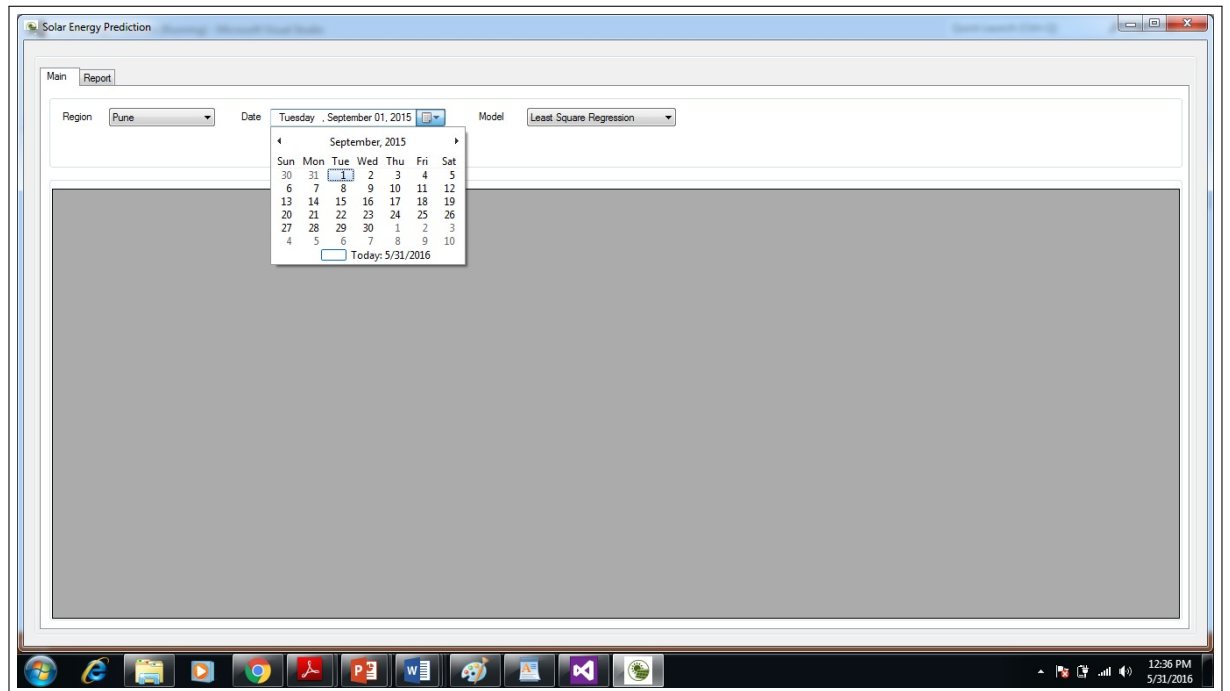 Solar Energy Prediction
Main Report
Region Pune Date Tuesday , September 01, 2015 Model Least Square Regression
September, 2015
Sun Mon Tue Wed Thu Fri Sat
30 31 1 2 3 4 5
6 7 8 9 10 11 12
13 14 15 16 17 18 19
20 21 22 23 24 25 26
27 28 29 30 1 2 3
4 5 6 7 8 9 10
Today: 5/31/2016
12:36 PM
5/31/2016